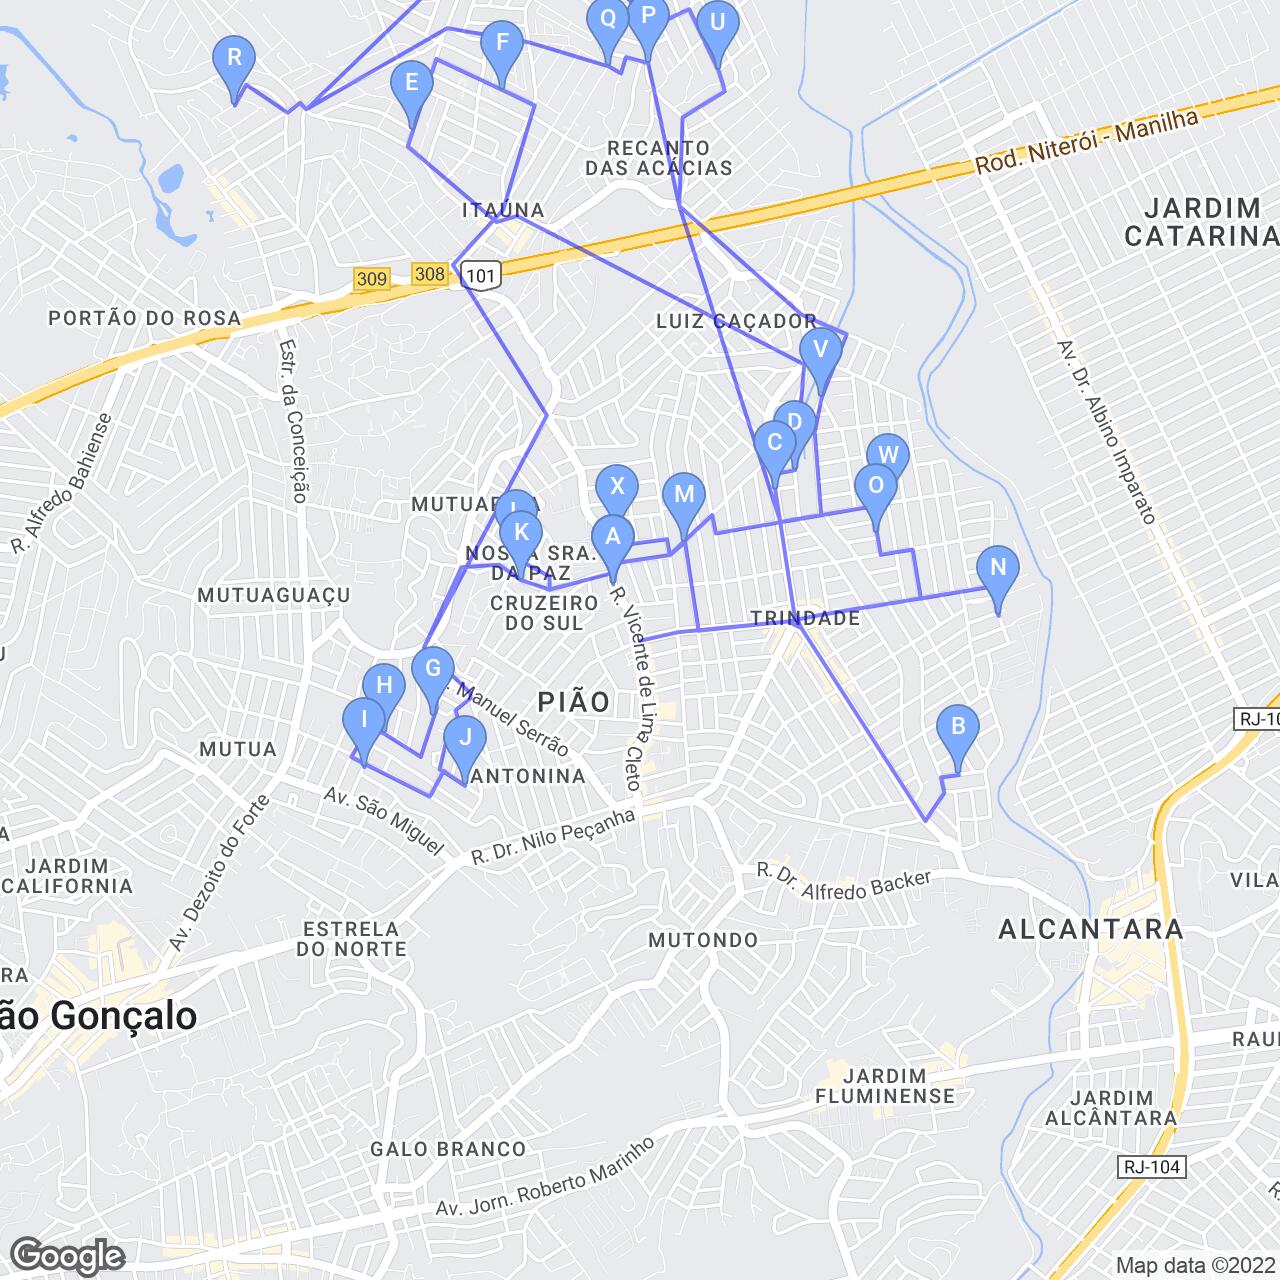 R
E
F
Q
P
U
RECANTO
DAS ACÁCIAS
Rod. Niterói - Manilha
ITAÚNA
JARDIM
CATARINA
309
308
101
PORTÃO DO ROSA
LUIZ CAÇADOR
Estr. da Conceição
Av. Dr. Albino Imparato
R. Alfredo Bahiense
V
D
C
W
O
X
M
L
K
A
N
NOSSA SRA.
DA PAZ
CRUZEIRO
DO SUL
MUTUAGUAÇU
TRINDADE
R. Vicente de Lima Cleto
G
H
I
J
B
Manuel Serrão
PIÃO
RJ-10
MUTUA
ANTONINA
Av. São Miguel
R. Dr. Nilo Peçanha
Av. Dezoito do Forte
JARDIM
CALIFORNIA
R. Dr. Alfredo Backer
VILA
ESTRELA
DO NORTE
MUTONDO
ALCANTARA
RA
ão Gonçalo
RAUL
JARDIM
FLUMINENSE
JARDIM
ALCÂNTARA
GALO BRANCO
RJ-104
Av. Jorn. Roberto Marinho
R.
Google
Map data ©2022